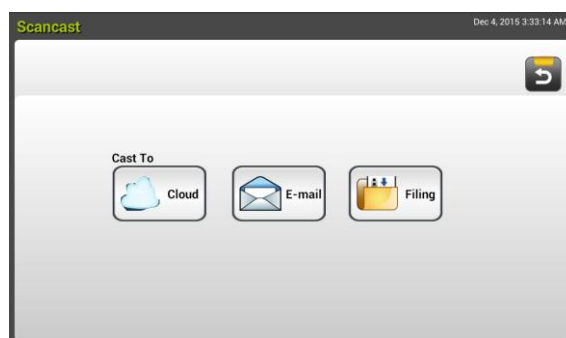 Scancast
Dec 4, 2015 3:33:14 AM
Cast To
Cloud
E-mail
Filing